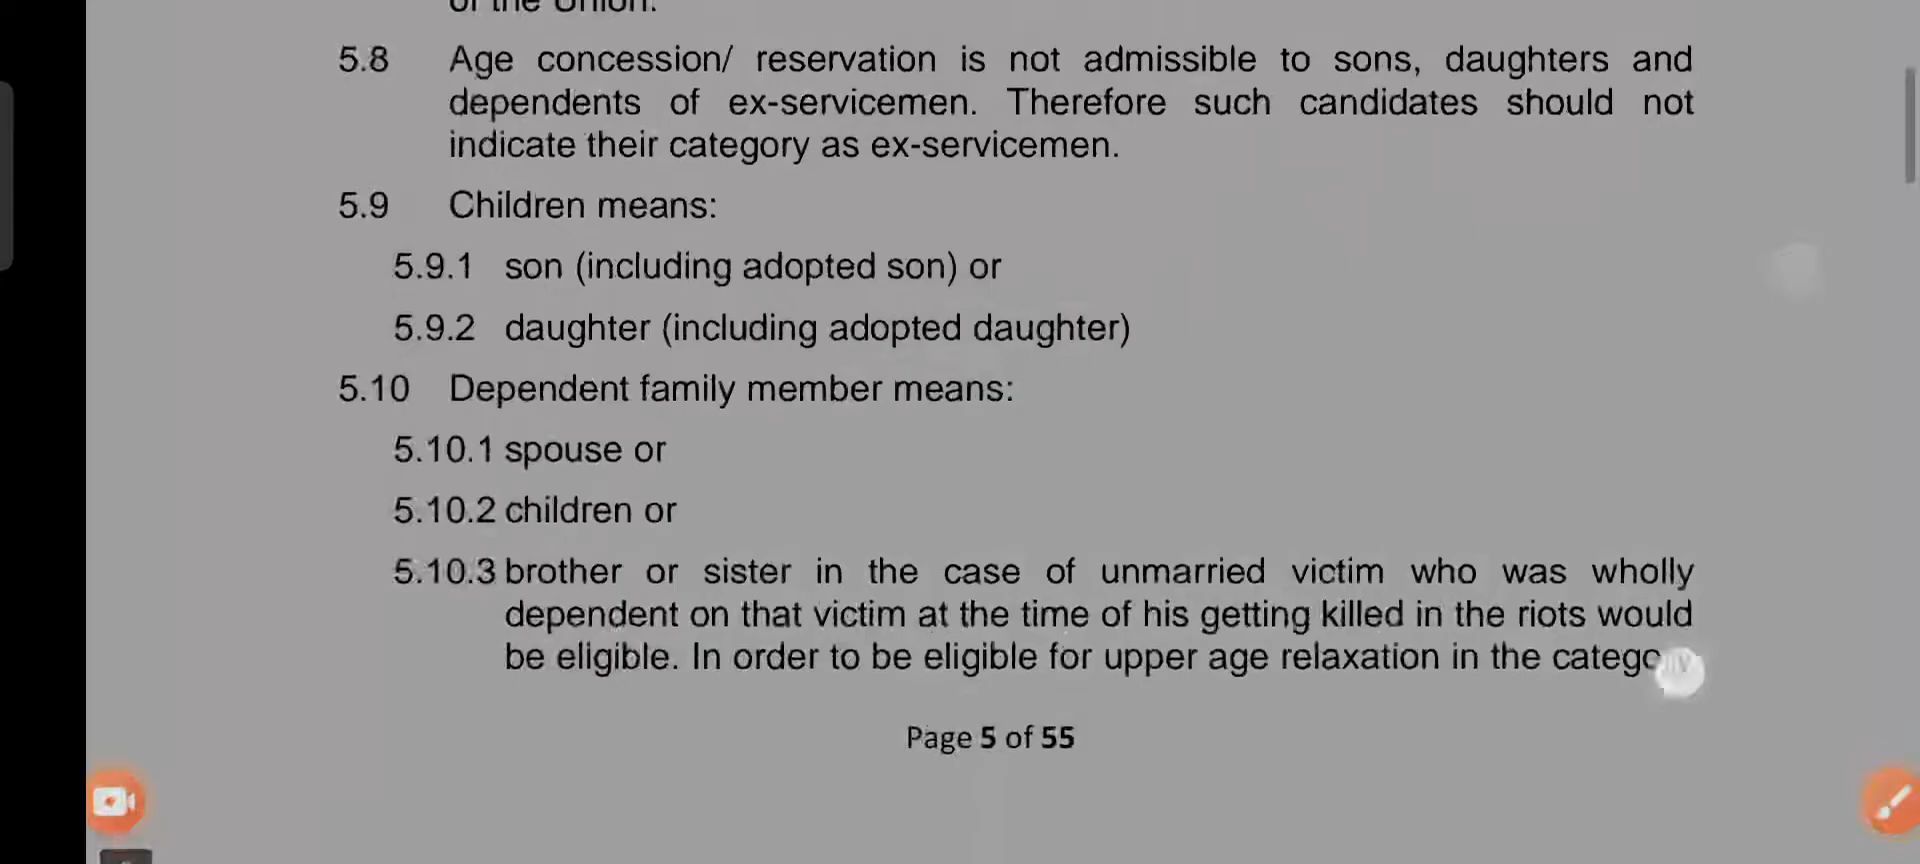 of the Union.
5.8 Age concession/ reservation is not admissible to sons, daughters and
dependents of ex-servicemen. Therefore such candidates should not
indicate their category as ex-servicemen.
5.9 Children means:
5.9.1 son (including adopted son) or
5.9.2 daughter (including adopted daughter)
5.10 Dependent family member means:
5.10.1 spouse or
5.10.2 children or
5.10.3 brother or sister in the case of unmarried victim who was wholly
dependent on that victim at the time of his getting killed in the riots would
be eligible. In order to be eligible for upper age relaxation in the
Page 5 of 55